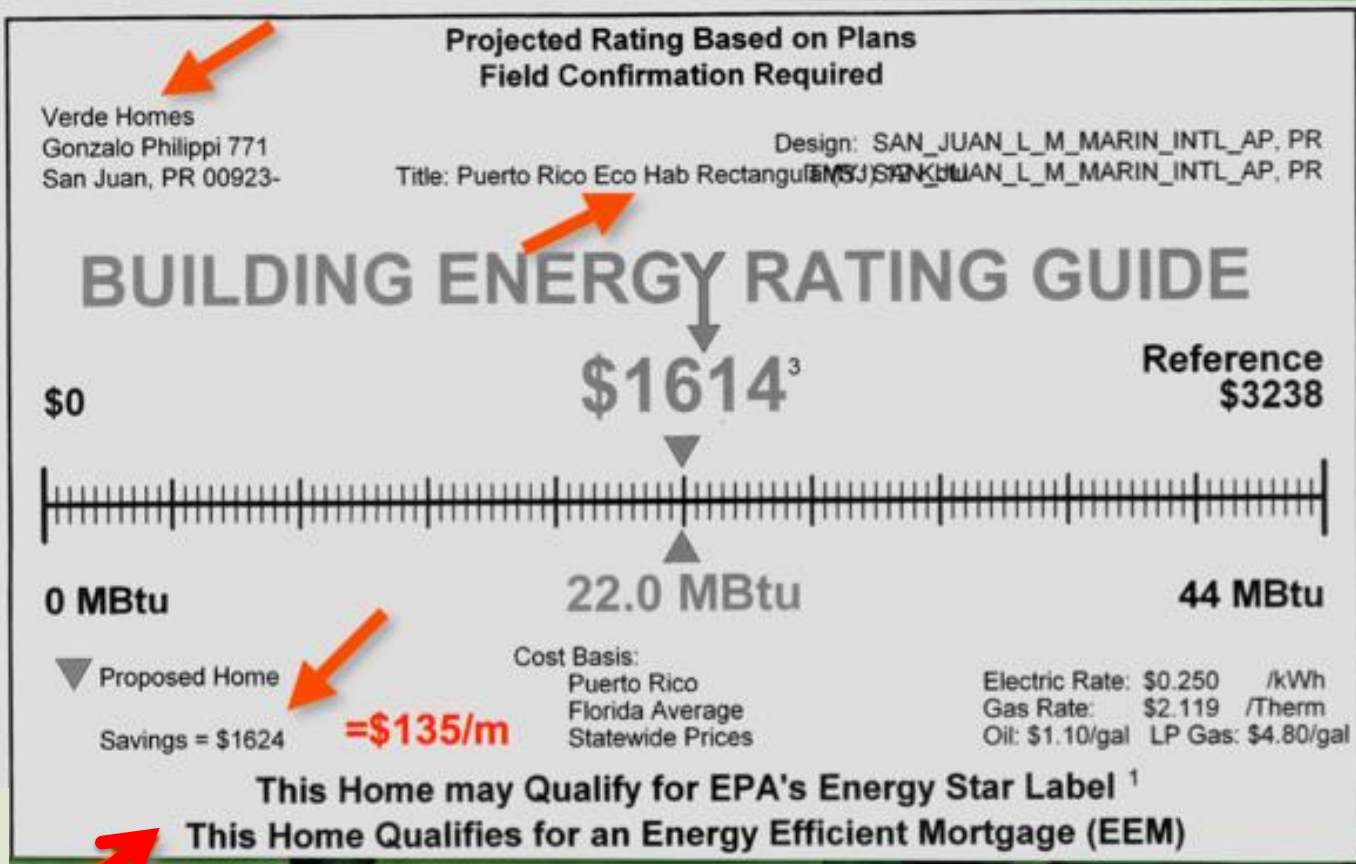 Projected Rating Based on Plans
Field Confirmation Required
Verde Homes
Gonzalo Philippi 771
San Juan, PR 00923-
Design: SAN_JUAN_L_M_MARIN_INTL_AP, PR
Title: Puerto Rico Eco Hab Rectangular SAN_JUAN_L_M_MARIN_INTL_AP, PR
BUILDING ENERGY RATING GUIDE
$0
$1614³
Reference
$3238
0 MBtu
22.0 MBtu
44 MBtu
Proposed Home
Savings = $1624
=$135/m
Cost Basis:
Puerto Rico
Florida Average
Statewide Prices
Electric Rate: $0.250 /kWh
Gas Rate: $2.119 /Therm
Oil: $1.10/gal LP Gas: $4.80/gal
This Home may Qualify for EPA's Energy Star Label ¹
This Home Qualifies for an Energy Efficient Mortgage (EEM)